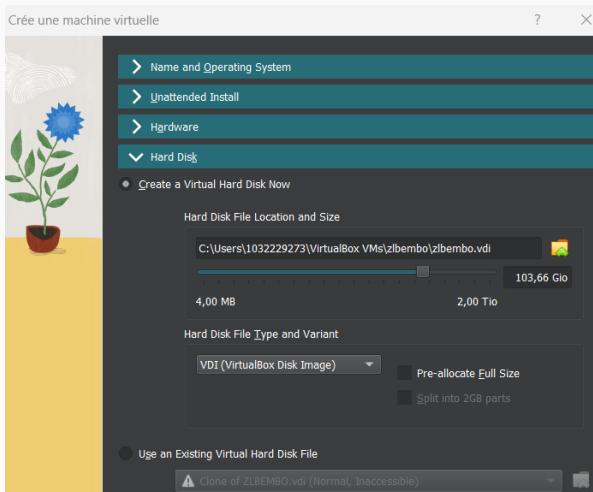 Crée une machine virtuelle
Name and Operating System
Unattended Install
Hardware
Hard Disk
Create a Virtual Hard Disk Now
Hard Disk File Location and Size
C:\Users\1032229273\VirtualBox VMs\zlbembo\zlbembo.vdi
103,66 Gio
4,00 MB 2,00 Tio
Hard Disk File Type and Variant
VDI (VirtualBox Disk Image)
Pre-allocate Full Size
Split into 2GB parts
Use an Existing Virtual Hard Disk File
Clone of ZLBEMBO.vdi (Normal, Inaccessible)